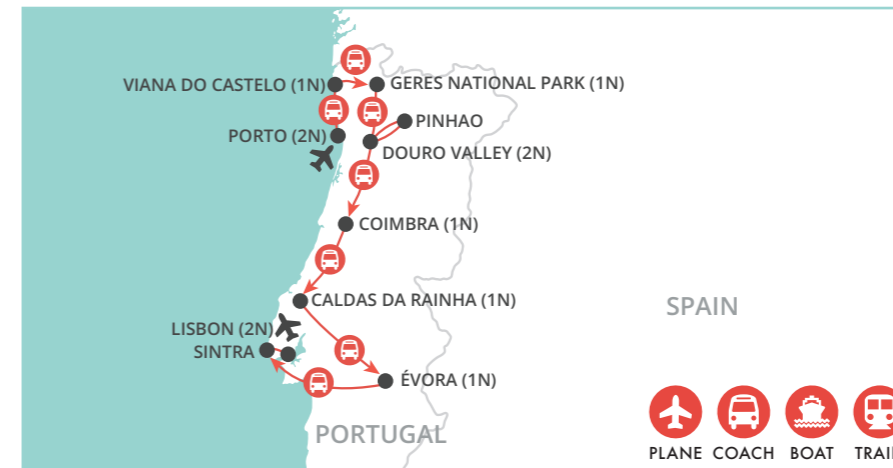 VIANA DO CASTELO (1N)
GERES NATIONAL PARK (1N)
PINHAO
PORTO (2N)
DOURO VALLEY (2N)
COIMBRA (1N)
CALDAS DA RAINHA (1N)
SPAIN
LISBON (2N)
SINTRA
ÉVORA (1N)
PORTUGAL
PLANE COACH BOAT TRAIN